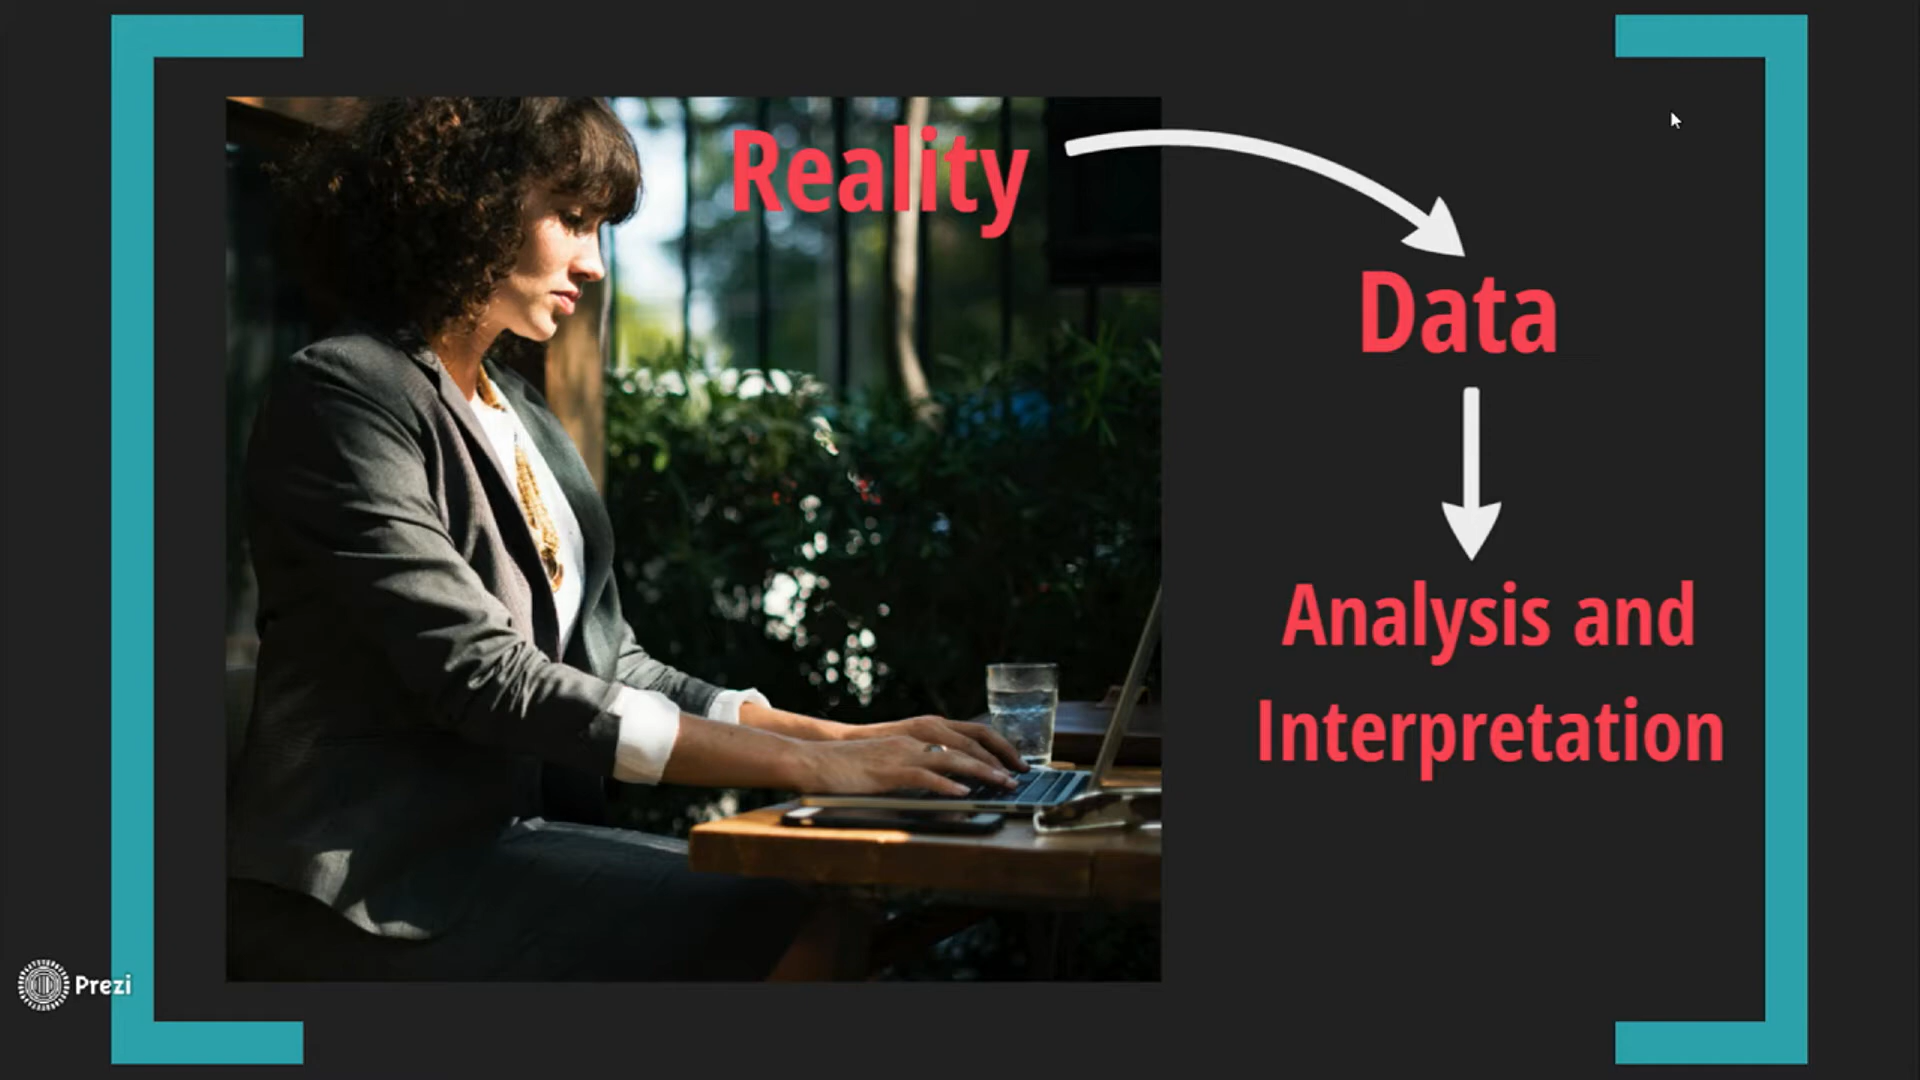 Reality
Data
Analysis and
Interpretation
Prezi